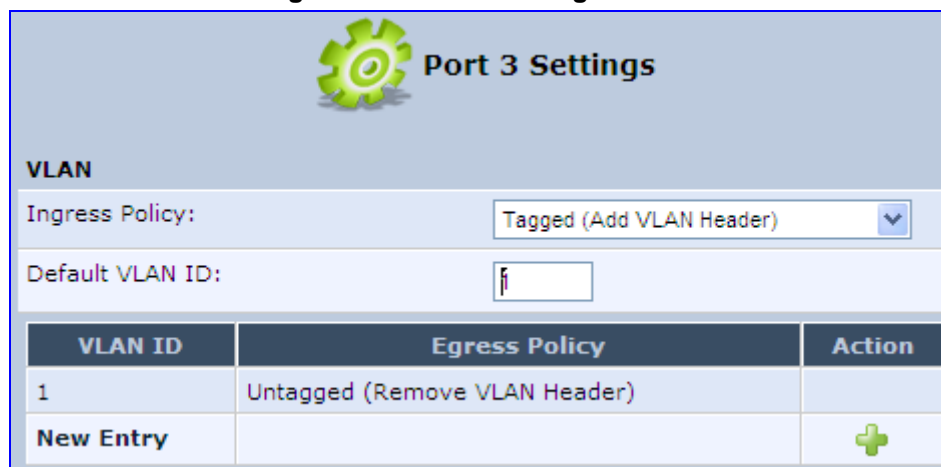 Port 3 Settings
VLAN
Ingress Policy: Tagged (Add VLAN Header)
Default VLAN ID: 1
VLAN ID Egress Policy Action
1 Untagged (Remove VLAN Header)
New Entry